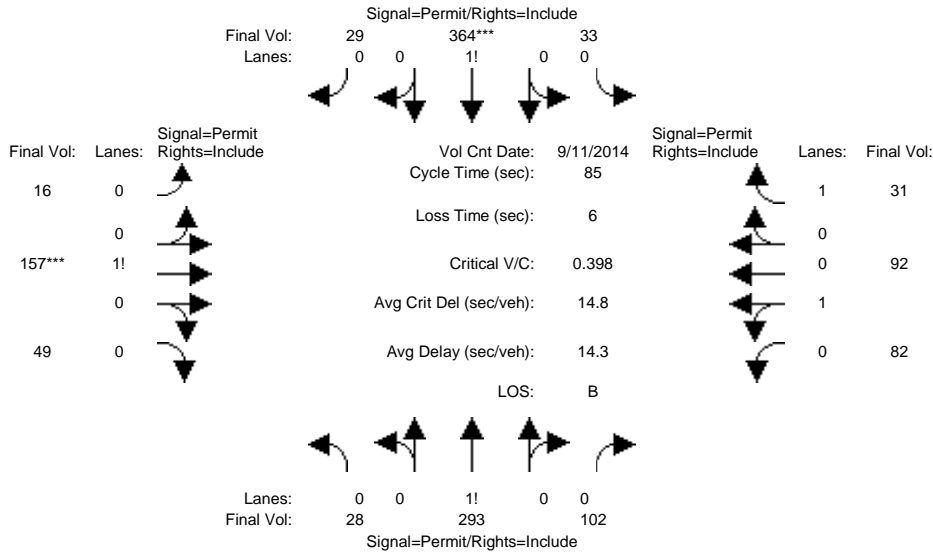 Signal=Permit/Rights=Include
Final Vol: 29 364*** 33
Lanes: 0 0 1! 0 0
Signal=Permit Signal=Permit
Final Vol: Lanes: Rights=Include Vol Cnt Date: 9/11/2014 Rights=Include Lanes: Final Vol:
Cycle Time (sec): 85
16 0 1 31
Loss Time (sec): 6
0 0
157*** 1! Critical V/C: 0.398 0 92
0 Avg Crit Del (sec/veh): 14.8 1
49 0 Avg Delay (sec/veh): 14.3 0 82
LOS: B
Lanes: 0 0 1! 0 0
Final Vol: 28 293 102
Signal=Permit/Rights=Include